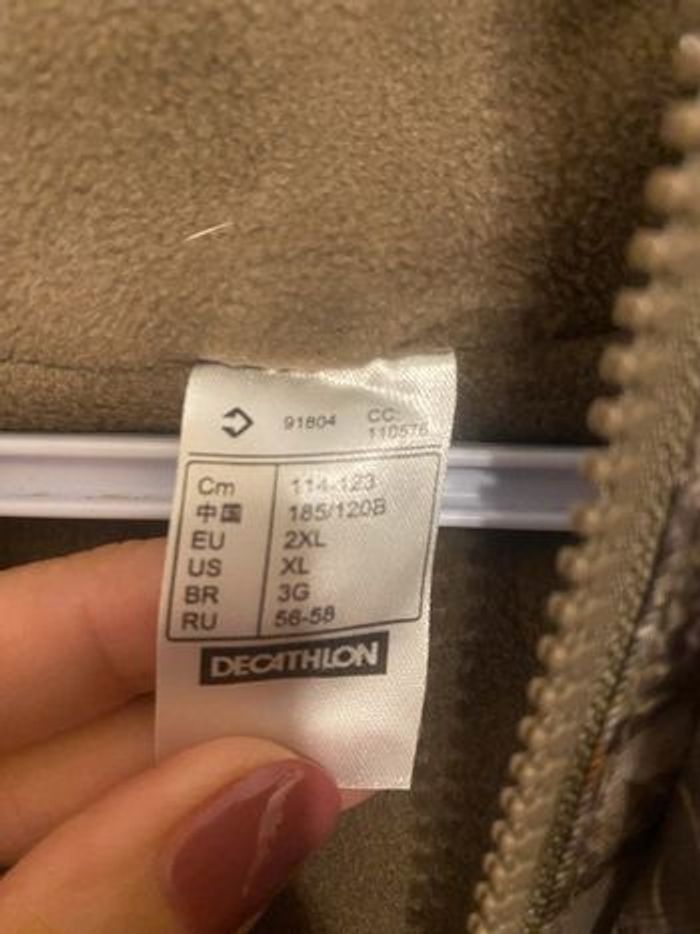 91804 CC:
110576
Cm 114-123
中国 185/120B
EU 2XL
US XL
BR 3G
RU 56-58
DECATHLON